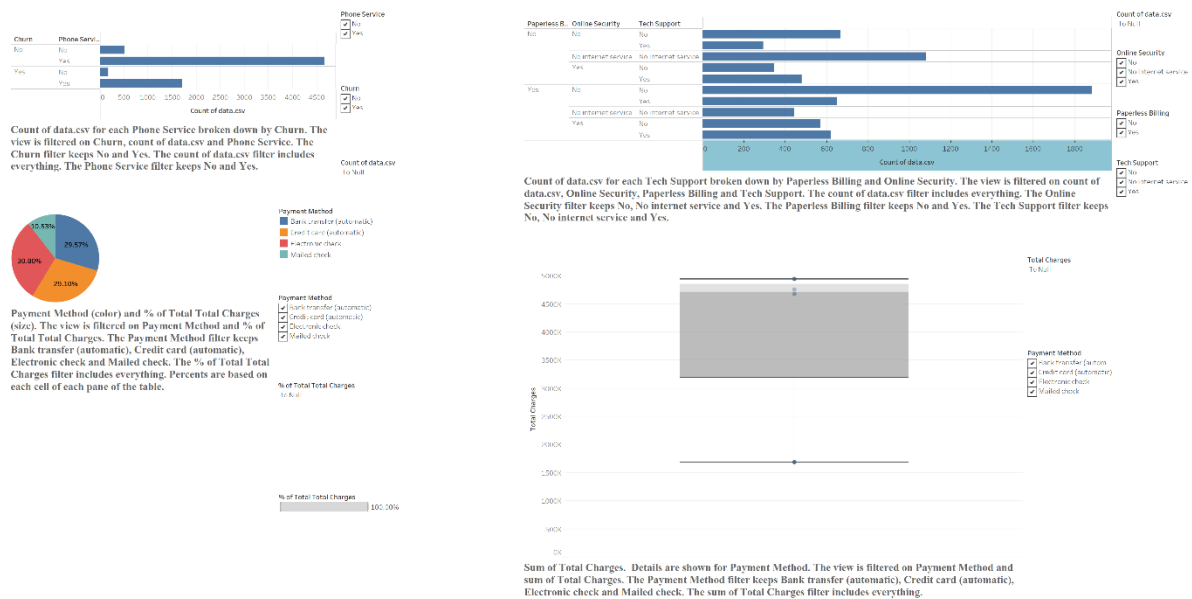 Phone Service
No
Yes
Churn Phone Servi..
No No
Yes
Yes No
Yes
0 500 1000 1500 2000 2500 3000 3500 4000 4500
Count of data.csv
Churn
No
Yes
Count of data.csv for each Phone Service broken down by Churn. The
view is filtered on Churn, count of data.csv and Phone Service. The
Churn filter keeps No and Yes. The count of data.csv filter includes
everything. The Phone Service filter keeps No and Yes.
Count of data.csv
To Null
Payment Method
Bank transfer (automatic)
Credit card (automatic)
Electronic check
Mailed check
10.53%
29.57%
30.80%
29.10%
Payment Method
Bank transfer (automatic)
Credit card (automatic)
Electronic check
Mailed check
Payment Method (color) and % of Total Total Charges
(size). The view is filtered on Payment Method and % of
Total Total Charges. The Payment Method filter keeps
Bank transfer (automatic), Credit card (automatic),
Electronic check and Mailed check. The % of Total Total
Charges filter includes everything. Percents are based on
each cell of each pane of the table.
% of Total Total Charges
To Null
% of Total Total Charges
100.00%
Paperless B.. Online Security Tech Support
No No No
Yes
No internet service No internet service
Yes No
Yes
Yes No No
Yes
No internet service No internet service
Yes No
Yes
0 200 400 600 800 1000 1200 1400 1600 1800
Count of data.csv
Count of data.csv
To Null
Online Security
No
No internet service
Yes
Paperless Billing
No
Yes
Tech Support
No
No internet service
Yes
Count of data.csv for each Tech Support broken down by Paperless Billing and Online Security. The view is filtered on count of
data.csv, Online Security, Paperless Billing and Tech Support. The count of data.csv filter includes everything. The Online
Security filter keeps No, No internet service and Yes. The Paperless Billing filter keeps No and Yes. The Tech Support filter keeps
No, No internet service and Yes.
Total Charges
To Null
5000K
4500K
4000K
3500K
3000K
2500K
2000K
1500K
1000K
500K
0K
Total Charges
Payment Method
Bank transfer (autom
Credit card (automatic)
Electronic check
Mailed check
Sum of Total Charges. Details are shown for Payment Method. The view is filtered on Payment Method and
sum of Total Charges. The Payment Method filter keeps Bank transfer (automatic), Credit card (automatic),
Electronic check and Mailed check. The sum of Total Charges filter includes everything.